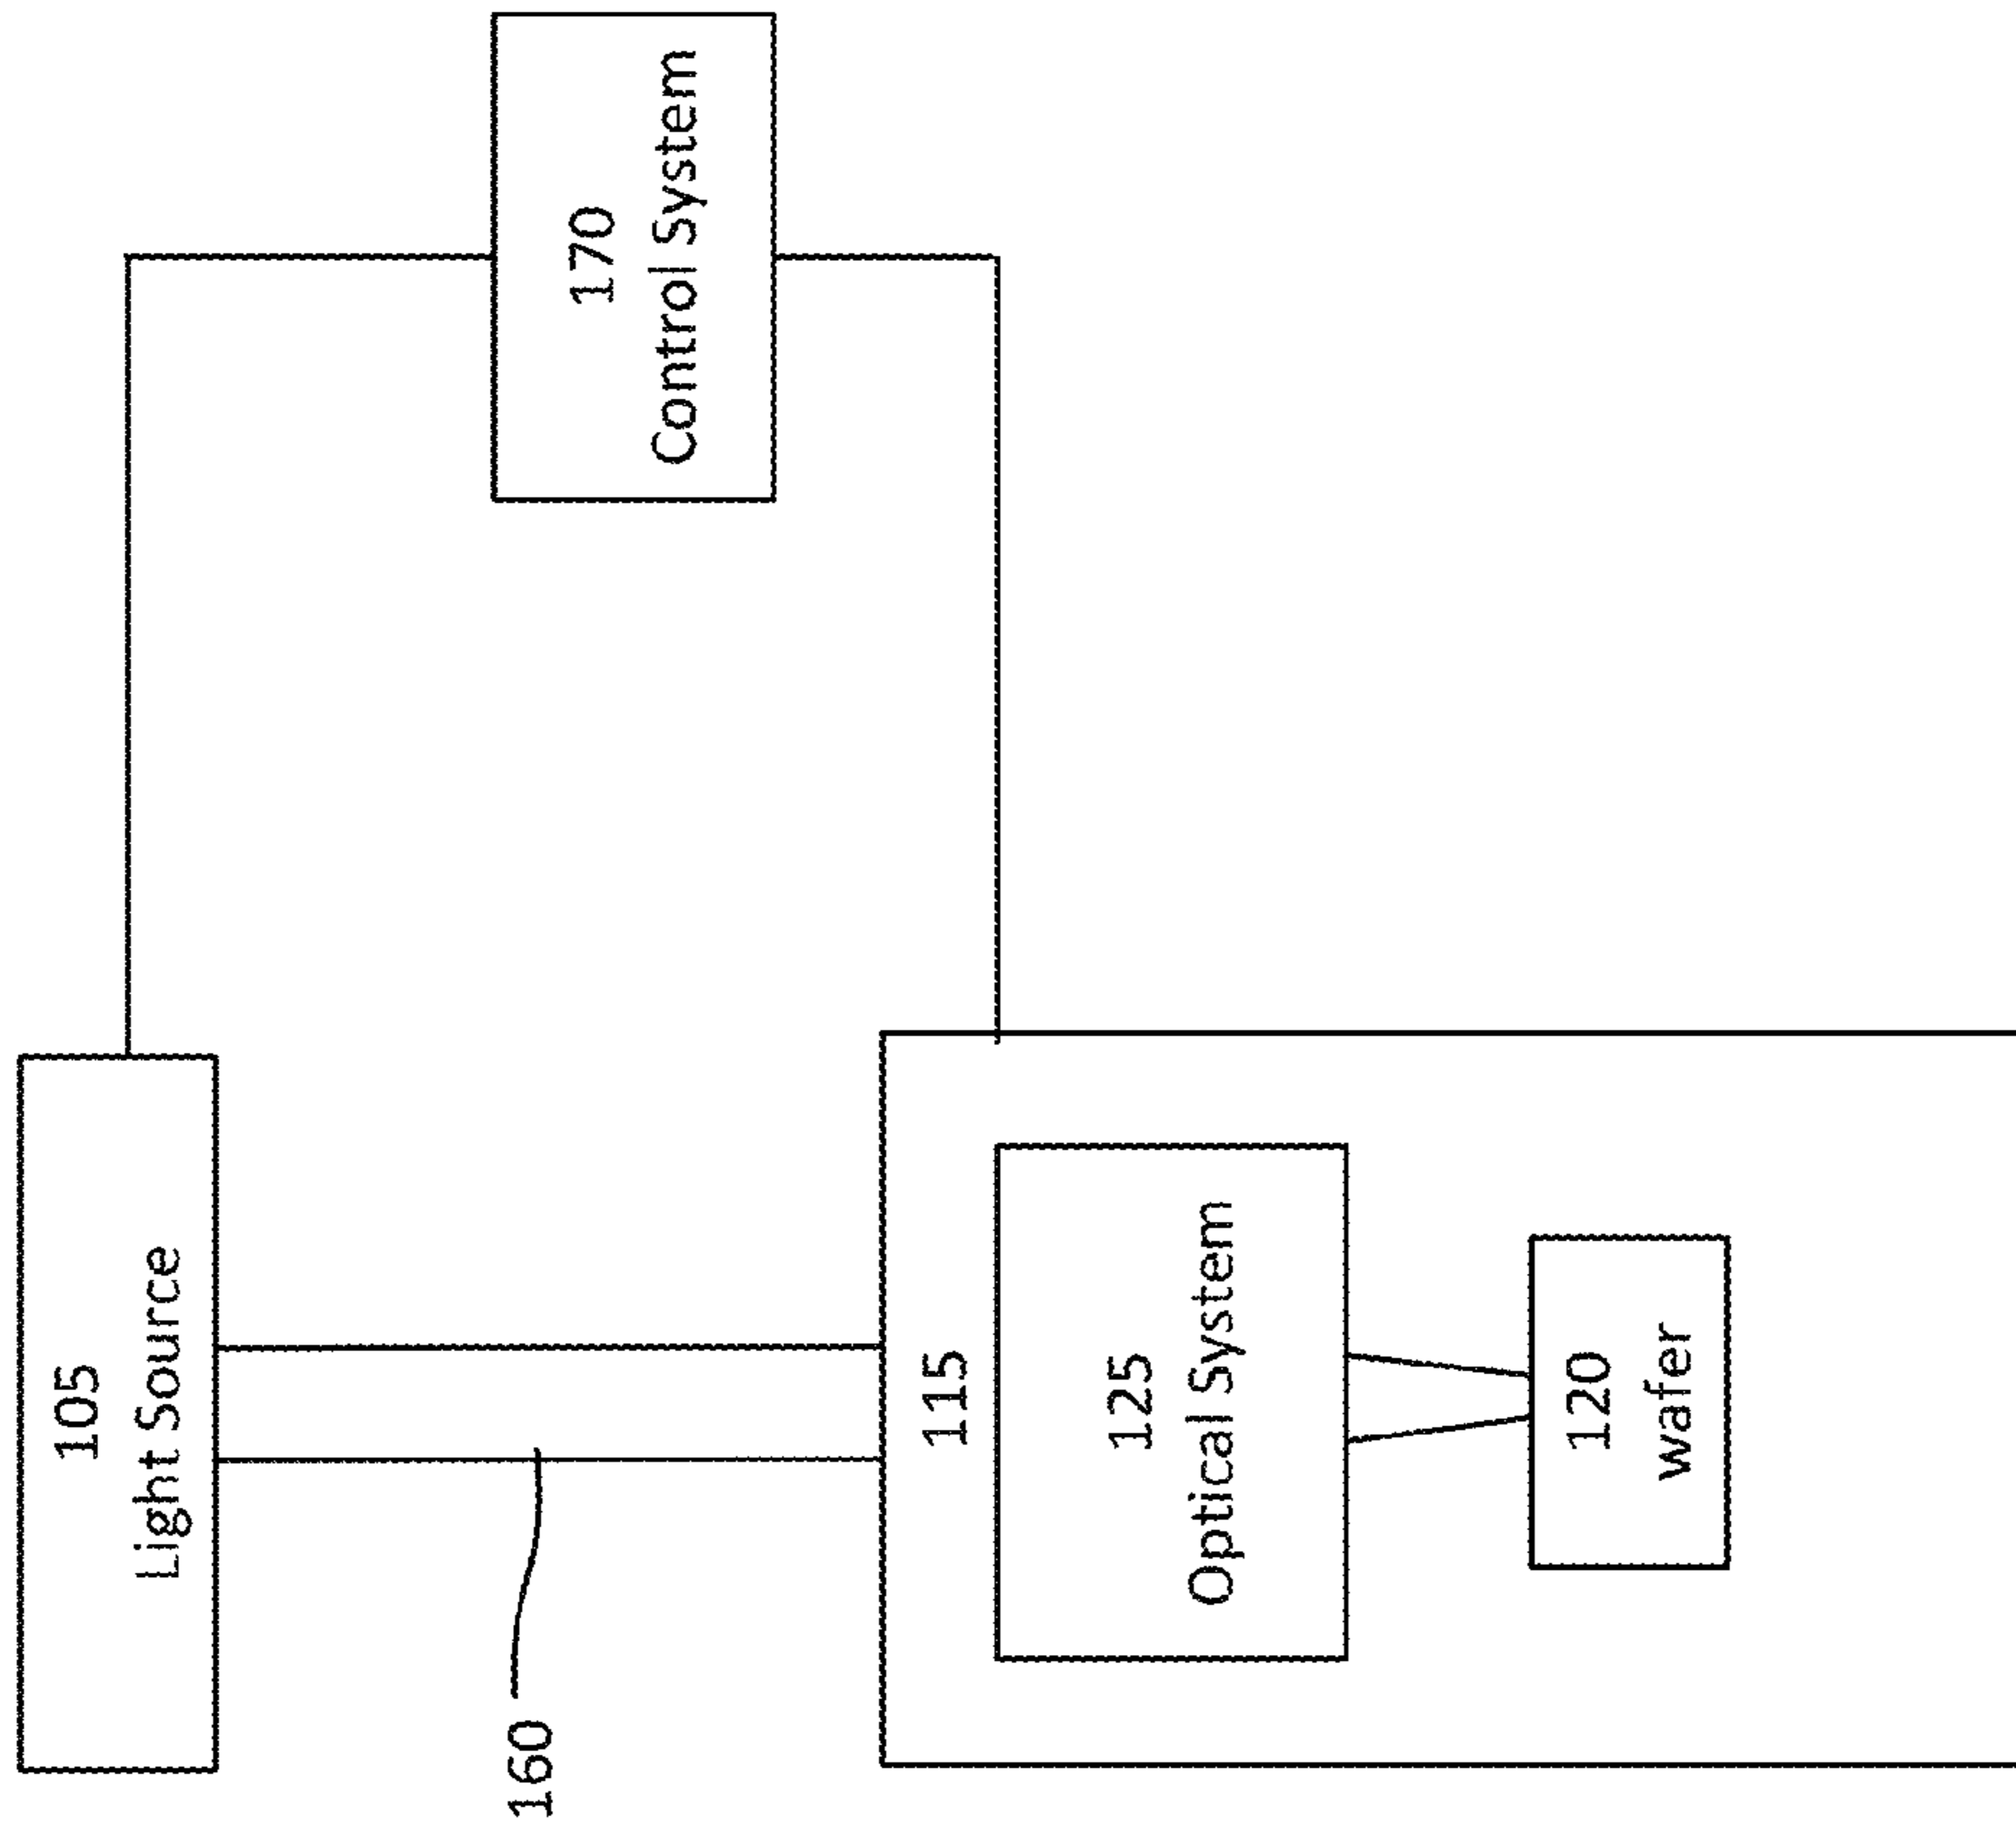 105
Light Source
160
115
125
Optical System
120
wafer
170
Control System